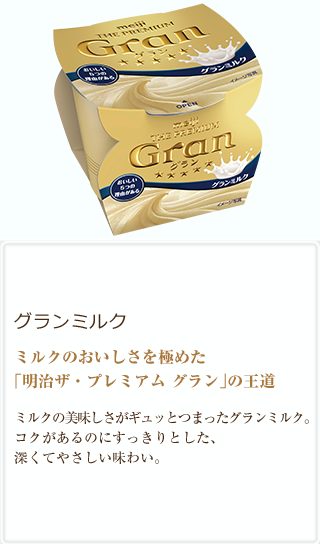 meiji
THE PREMIUM
Gran
グラン
★★★★★
おいしい
5つの
理由がある
グランミルク
イメージ写真
OPEN
meiji
THE PREMIUM
Gran
グラン
★★★★★
おいしい
5つの
理由がある
グランミルク
イメージ写真
グランミルク
ミルクのおいしさを極めた
「明治ザ・プレミアム グラン」の王道
ミルクの美味しさがギュッとつまったグランミルク。
コクがあるのにすっきりとした、
深くてやさしい味わい。